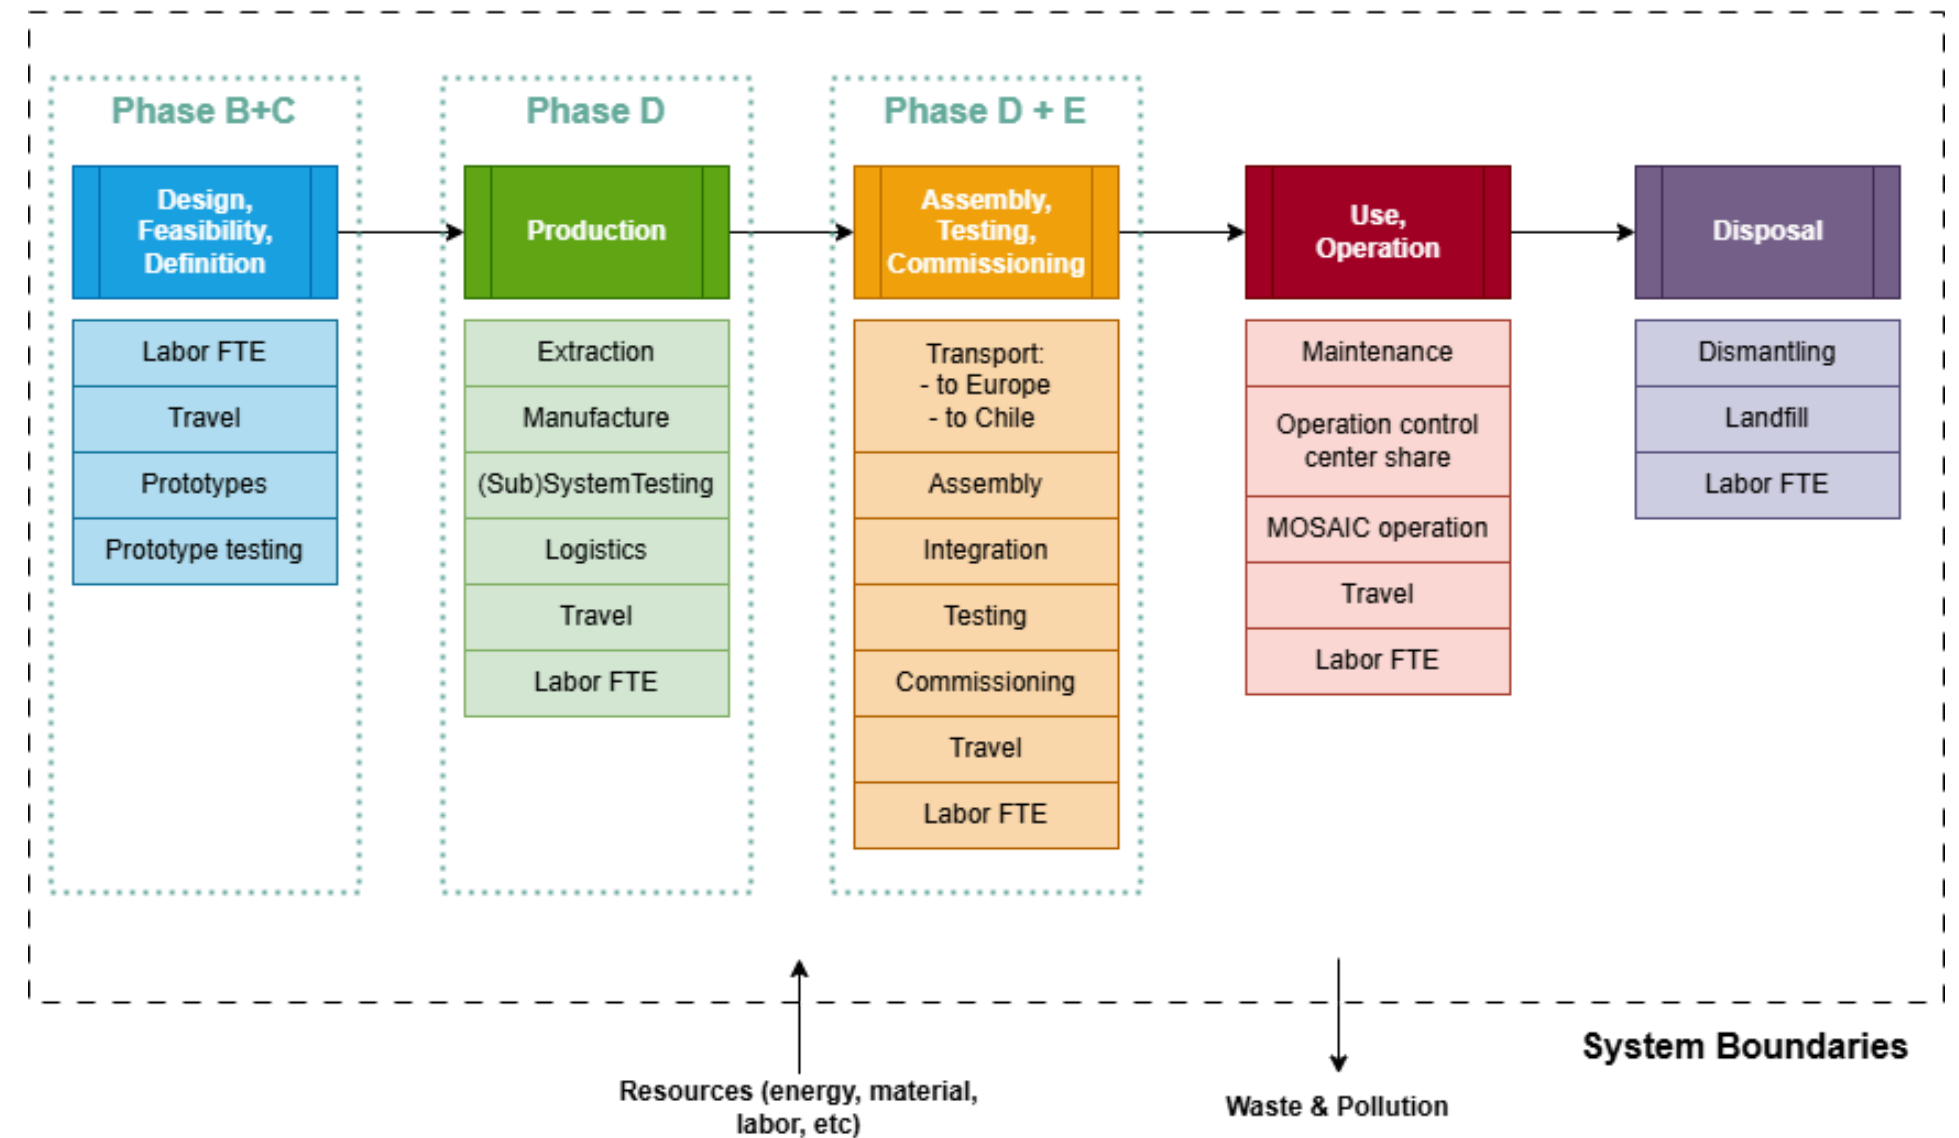 Phase B+C
Design,
Feasibility,
Definition
Labor FTE
Travel
Prototypes
Prototype testing
Phase D
Production
Extraction
Manufacture
(Sub)SystemTesting
Logistics
Travel
Labor FTE
Phase D + E
Assembly,
Testing,
Commissioning
Transport:
- to Europe
- to Chile
Assembly
Integration
Testing
Commissioning
Travel
Labor FTE
Use,
Operation
Maintenance
Operation control
center share
MOSAIC operation
Travel
Labor FTE
Disposal
Dismantling
Landfill
Labor FTE
System Boundaries
Resources (energy, material,
labor, etc)
Waste & Pollution